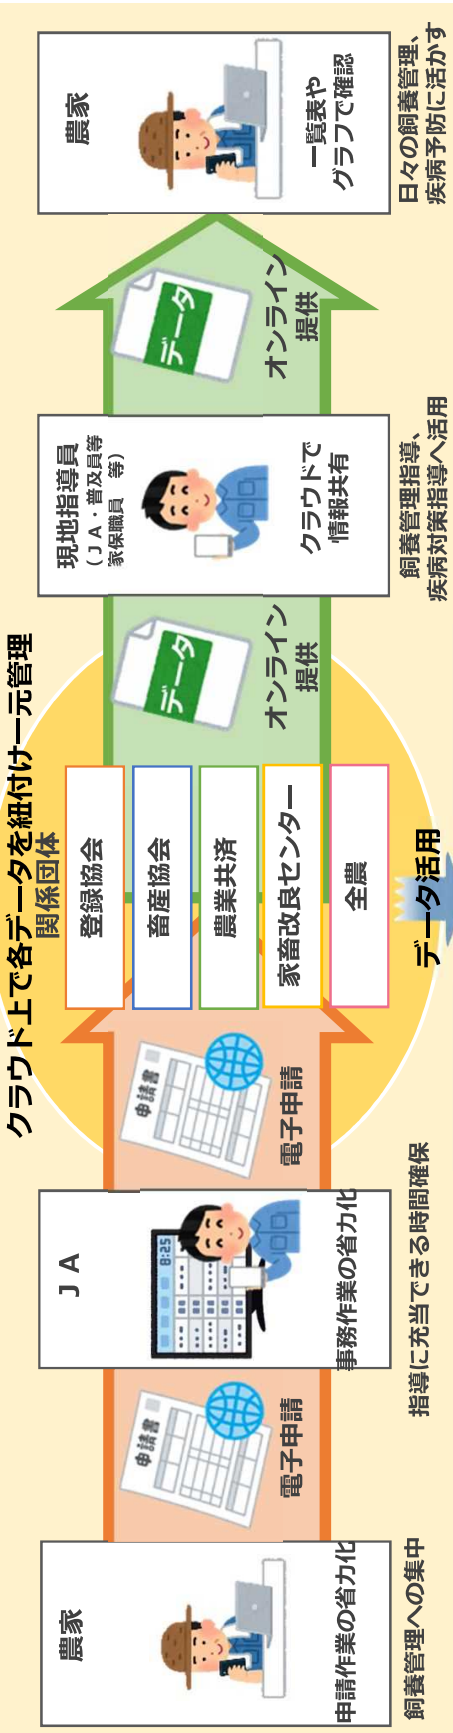 クラウド上で各データを紐付け一元管理
農家
申請作業の省力化
飼養管理への集中
申請書
電子申請
JA
8:25
事務作業の省力化
指導に充当できる時間確保
申請書
電子申請
関係団体
登録協会
畜産協会
農業共済
家畜改良センター
全農
データ活用
データ
オンライン
提供
現地指導員
(JA・普及員等
家保職員 等)
クラウドで
情報共有
飼養管理指導、
疾病対策指導へ活用
データ
オンライン
提供
農家
一覧表や
グラフで確認
日々の飼養管理、
疾病予防に活かす